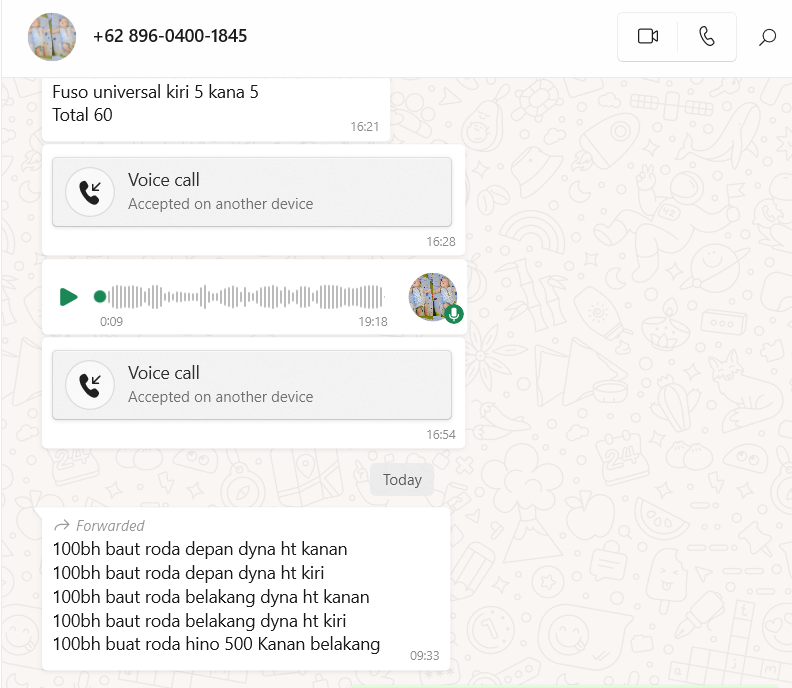 +62 896-0400-1845
Fuso universal kiri 5 kana 5
Total 60
16:21
Voice call
Accepted on another device
16:28
0:09
19:18
Voice call
Accepted on another device
16:54
Today
Forwarded
100bh baut roda depan dyna ht kanan
100bh baut roda depan dyna ht kiri
100bh baut roda belakang dyna ht kanan
100bh baut roda belakang dyna ht kiri
100bh buat roda hino 500 Kanan belakang
09:33